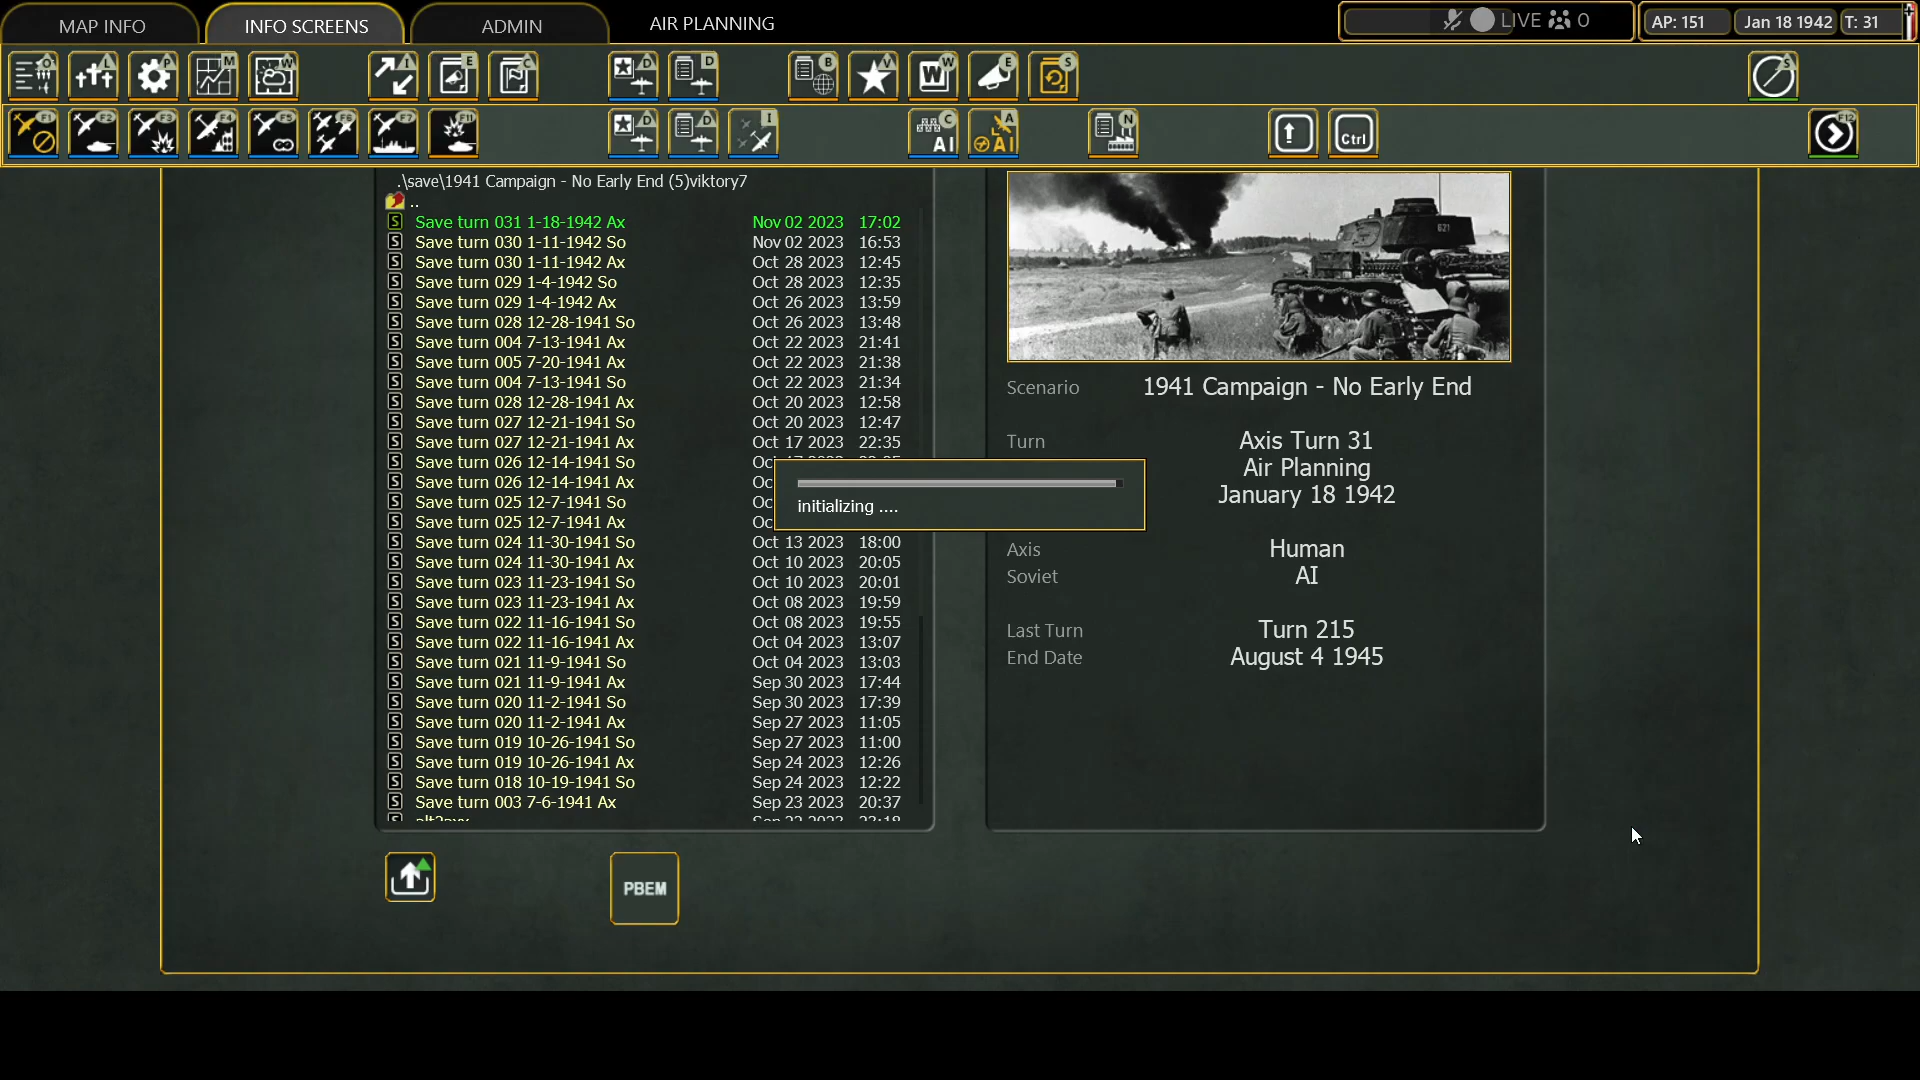 MAP INFO
INFO SCREENS
ADMIN
AIR PLANNING
LIVE 0
AP: 151
Jan 18 1942
T: 31
O
L
P
M
W
I
E
C
D
D
B
V
W
W
E
S
S
F1
F2
F3
F4
F5
F6
F7
F11
D
D
I
C
AI
A
AI
N
Ctrl
F12
.\save\1941 Campaign - No Early End (5)viktory7
..
S Save turn 031 1-18-1942 Ax Nov 02 2023 17:02
S Save turn 030 1-11-1942 So Nov 02 2023 16:53
S Save turn 030 1-11-1942 Ax Oct 28 2023 12:45
S Save turn 029 1-4-1942 So Oct 28 2023 12:35
S Save turn 029 1-4-1942 Ax Oct 26 2023 13:59
S Save turn 028 12-28-1941 So Oct 26 2023 13:48
S Save turn 004 7-13-1941 Ax Oct 22 2023 21:41
S Save turn 005 7-20-1941 Ax Oct 22 2023 21:38
S Save turn 004 7-13-1941 So Oct 22 2023 21:34
S Save turn 028 12-28-1941 Ax Oct 20 2023 12:58
S Save turn 027 12-21-1941 So Oct 20 2023 12:47
S Save turn 027 12-21-1941 Ax Oct 17 2023 22:35
S Save turn 026 12-14-1941 So
S Save turn 026 12-14-1941 Ax
S Save turn 025 12-7-1941 So
S Save turn 025 12-7-1941 Ax
S Save turn 024 11-30-1941 So Oct 13 2023 18:00
S Save turn 024 11-30-1941 Ax Oct 10 2023 20:05
S Save turn 023 11-23-1941 So Oct 10 2023 20:01
S Save turn 023 11-23-1941 Ax Oct 08 2023 19:59
S Save turn 022 11-16-1941 So Oct 08 2023 19:55
S Save turn 022 11-16-1941 Ax Oct 04 2023 13:07
S Save turn 021 11-9-1941 So Oct 04 2023 13:03
S Save turn 021 11-9-1941 Ax Sep 30 2023 17:44
S Save turn 020 11-2-1941 So Sep 30 2023 17:39
S Save turn 020 11-2-1941 Ax Sep 27 2023 11:05
S Save turn 019 10-26-1941 So Sep 27 2023 11:00
S Save turn 019 10-26-1941 Ax Sep 24 2023 12:26
S Save turn 018 10-19-1941 So Sep 24 2023 12:22
S Save turn 003 7-6-1941 Ax Sep 23 2023 20:37
initializing ....
621
Scenario 1941 Campaign - No Early End
Turn Axis Turn 31
Air Planning
January 18 1942
Axis Human
Soviet AI
Last Turn Turn 215
End Date August 4 1945
PBEM